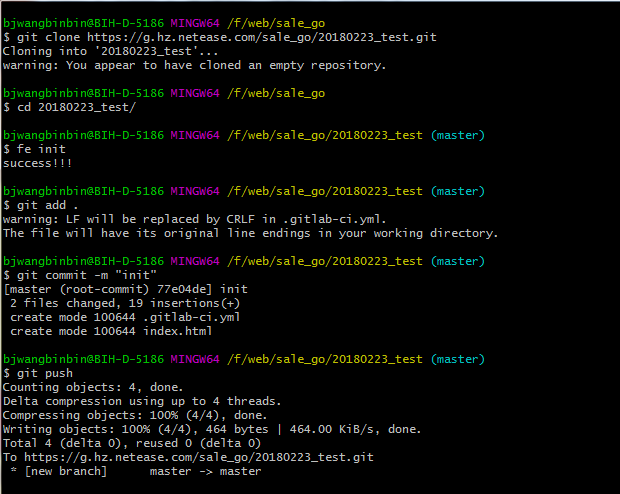 bjwangbinbin@BIH-D-5186 MINGW64 /f/web/sale_go
$ git clone https://g.hz.netease.com/sale_go/20180223_test.git
Cloning into '20180223_test'...
warning: You appear to have cloned an empty repository.
bjwangbinbin@BIH-D-5186 MINGW64 /f/web/sale_go
$ cd 20180223_test/
bjwangbinbin@BIH-D-5186 MINGW64 /f/web/sale_go/20180223_test (master)
$ fe init
success!!!
bjwangbinbin@BIH-D-5186 MINGW64 /f/web/sale_go/20180223_test (master)
$ git add .
warning: LF will be replaced by CRLF in .gitlab-ci.yml.
The file will have its original line endings in your working directory.
bjwangbinbin@BIH-D-5186 MINGW64 /f/web/sale_go/20180223_test (master)
$ git commit -m "init"
[master (root-commit) 77e04de] init
 2 files changed, 19 insertions(+)
 create mode 100644 .gitlab-ci.yml
 create mode 100644 index.html
bjwangbinbin@BIH-D-5186 MINGW64 /f/web/sale_go/20180223_test (master)
$ git push
Counting objects: 4, done.
Delta compression using up to 4 threads.
Compressing objects: 100% (4/4), done.
Writing objects: 100% (4/4), 464 bytes | 464.00 KiB/s, done.
Total 4 (delta 0), reused 0 (delta 0)
To https://g.hz.netease.com/sale_go/20180223_test.git
 * [new branch]      master -> master